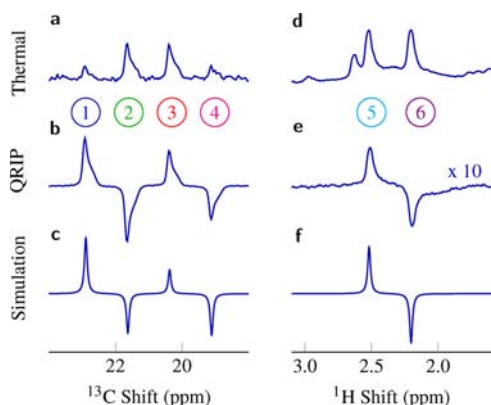 a
d
Thermal
1
2
3
4
5
6
b
e
QRIP
x 10
c
f
Simulation
22
20
3.0
2.5
2.0
13C Shift (ppm)
1H Shift (ppm)